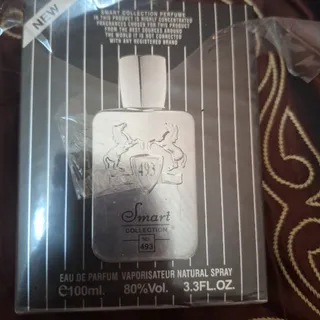 NEW
SMART COLLECTION PERFUME
IN THIS PRODUCT IS HIGHLY CONCENTRATED
FRAGRANCES CHOSEN FOR THIS PRODUCT
FROM THE BEST SOURCES AROUND
THE WORLD IT IS NOT CONNECTED
WITH ANY REGISTERED BRAND
493
Smart
COLLECTION
No.
493
EAU DE PARFUM VAPORISATEUR NATURAL SPRAY
℮100ml. 80%Vol. 3.3FL.OZ.